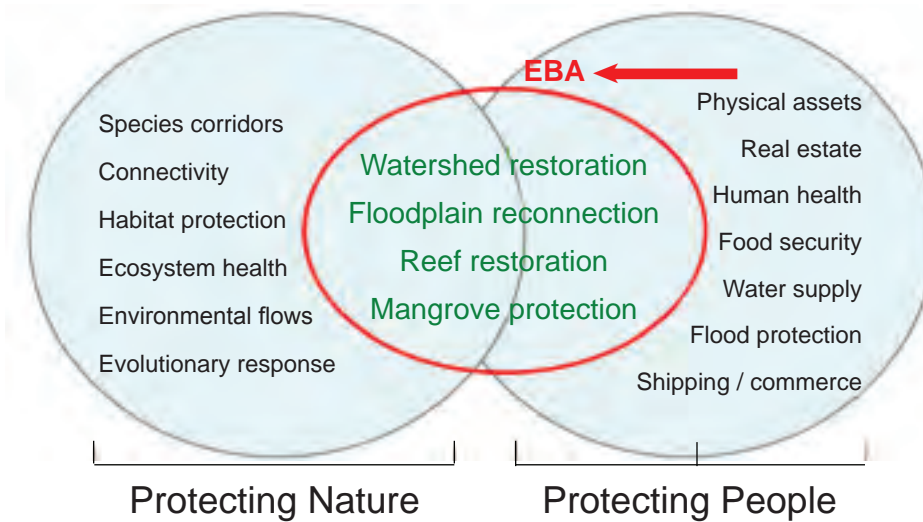 EBA
Species corridors
Connectivity
Habitat protection
Ecosystem health
Environmental flows
Evolutionary response
Watershed restoration
Floodplain reconnection
Reef restoration
Mangrove protection
Physical assets
Real estate
Human health
Food security
Water supply
Flood protection
Shipping / commerce
Protecting Nature
Protecting People